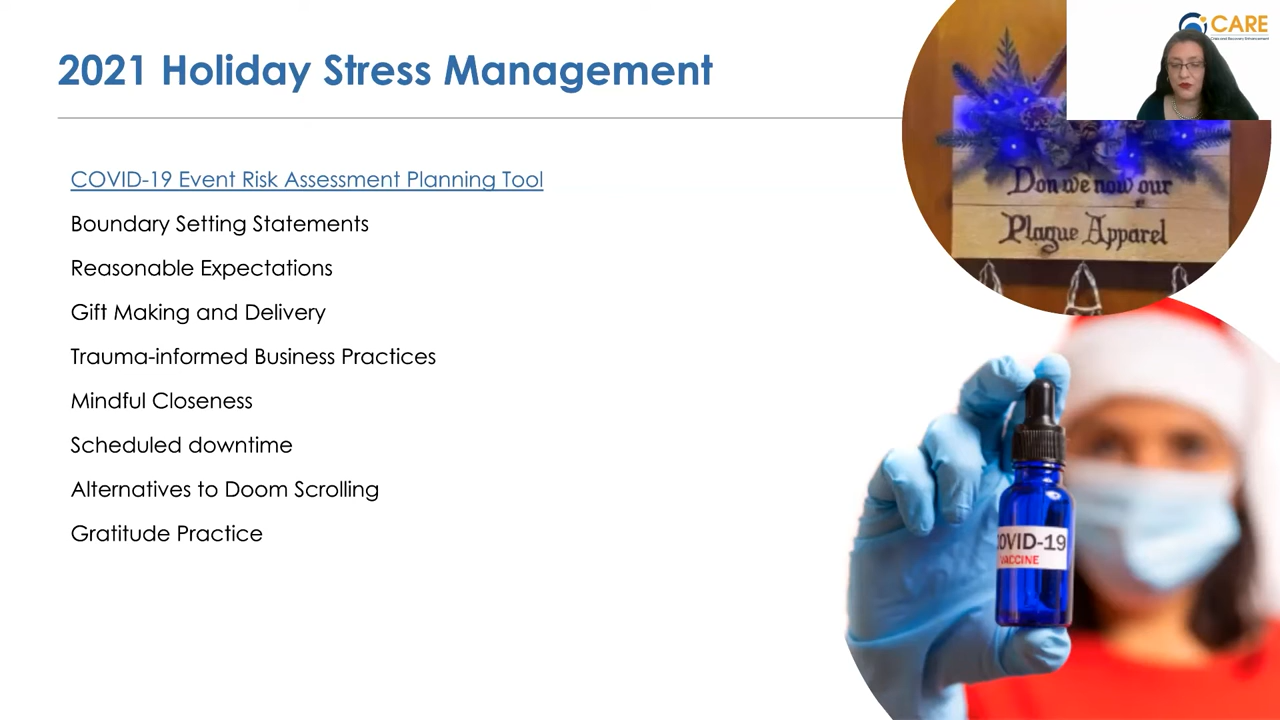 2021 Holiday Stress Management
CARE
COVID-19 Event Risk Assessment Planning Tool
Boundary Setting Statements
Reasonable Expectations
Gift Making and Delivery
Trauma-informed Business Practices
Mindful Closeness
Scheduled downtime
Alternatives to Doom Scrolling
Gratitude Practice
Don we now our
Plague Apparel
OVID-19
VACCINE